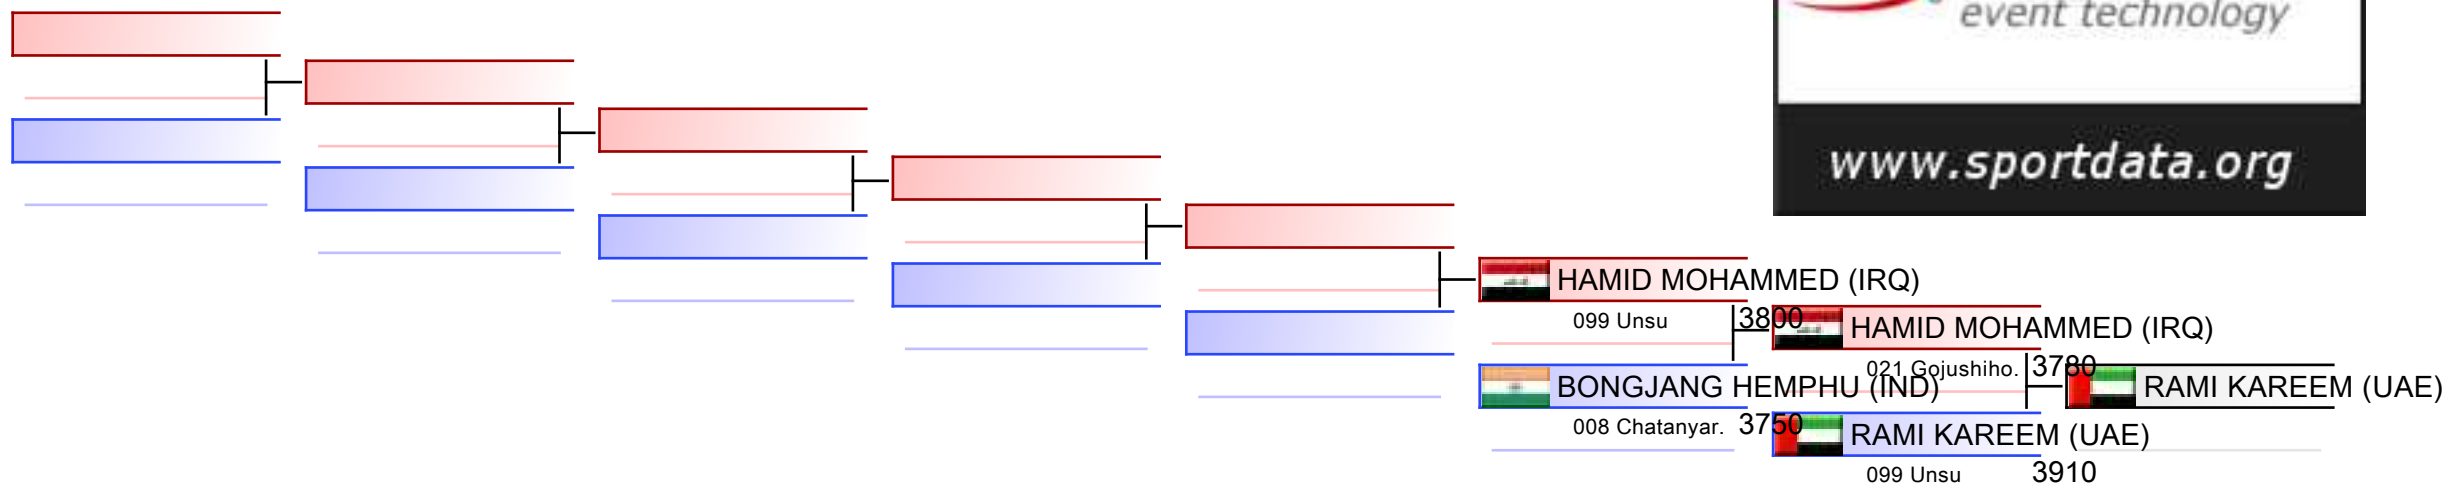 event technology
www.sportdata.org
HAMID MOHAMMED (IRQ)
099 Unsu 3800
HAMID MOHAMMED (IRQ)
021 Gojushiho. 3780
BONGJANG HEMPHU (IND)
008 Chatanyar. 3750
RAMI KAREEM (UAE)
RAMI KAREEM (UAE)
099 Unsu 3910